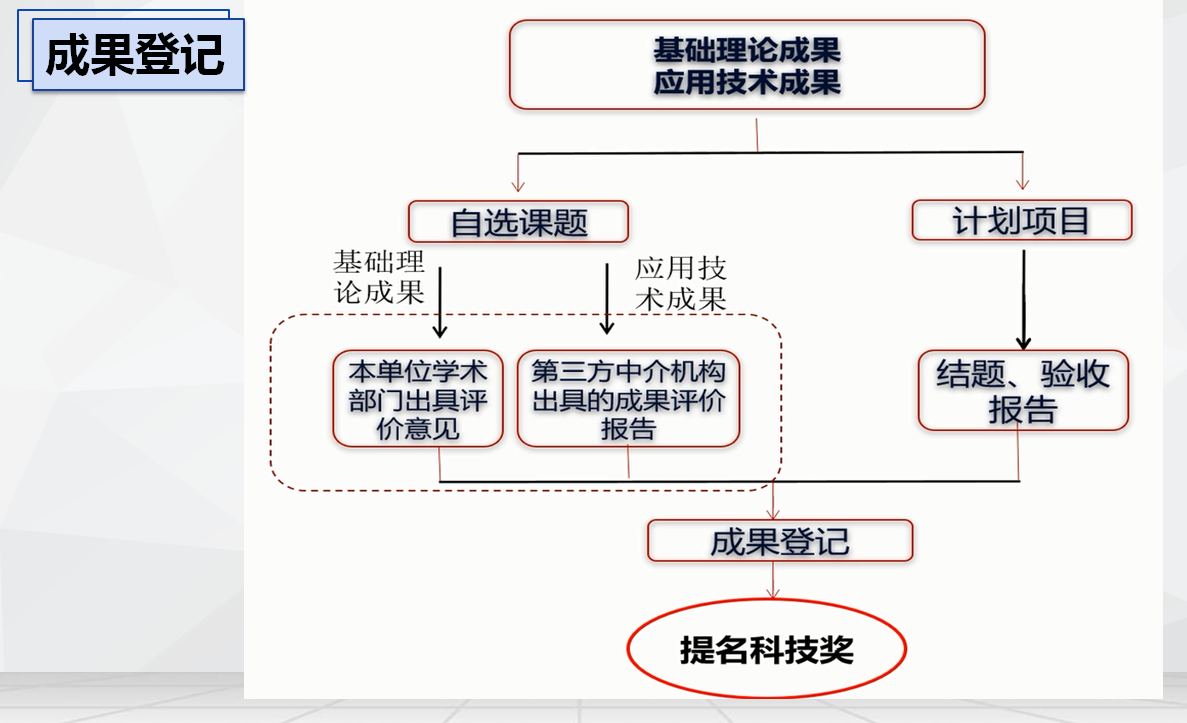 成果登记
基础理论成果
应用技术成果
自选课题
计划项目
基础理
论成果
应用技
术成果
本单位学术
部门出具评
价意见
第三方中介机构
出具的成果评价
报告
结题、验收
报告
成果登记
提名科技奖